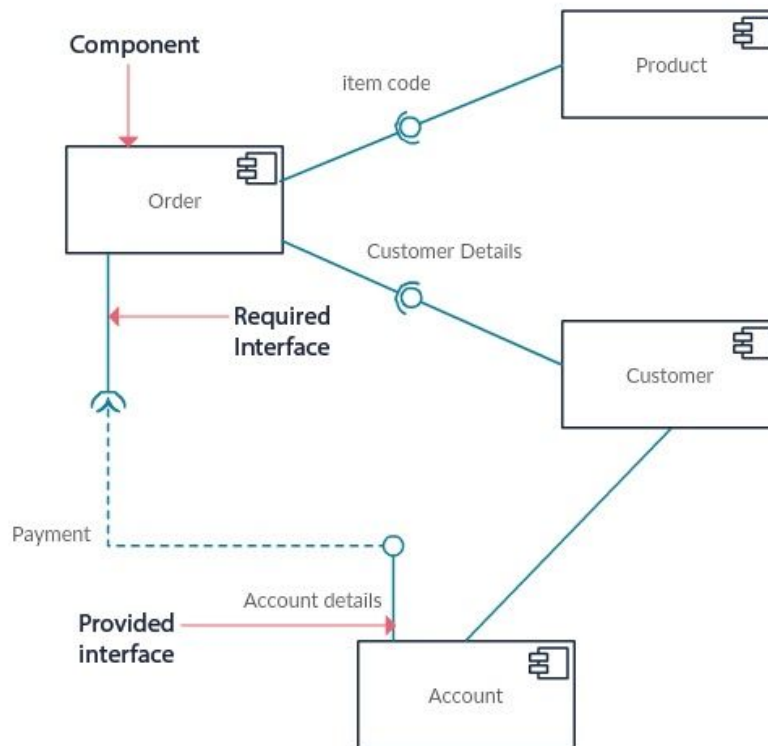 Component
item code
Product
Order
Customer Details
Required
Interface
Customer
Payment
Account details
Provided
interface
Account